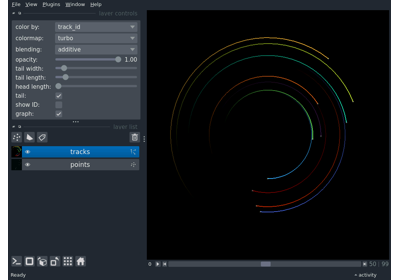 File View Plugins Window Help
layer controls
color by: track_id
colormap: turbo
blending: additive
opacity: 1.00
tail width:
tail length:
head length:
tail:
show ID:
graph:
layer list
tracks
points
Ready
50 99
activity